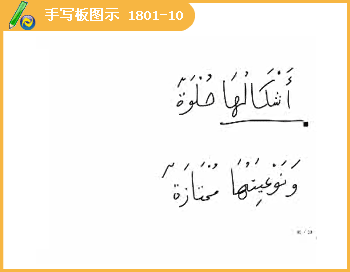 手写板图示 1801-10
أَشْكَالُهَا حُلْوَةٌ
وَنَوْعِيَّتُهَا مُمْتَازَةٌ